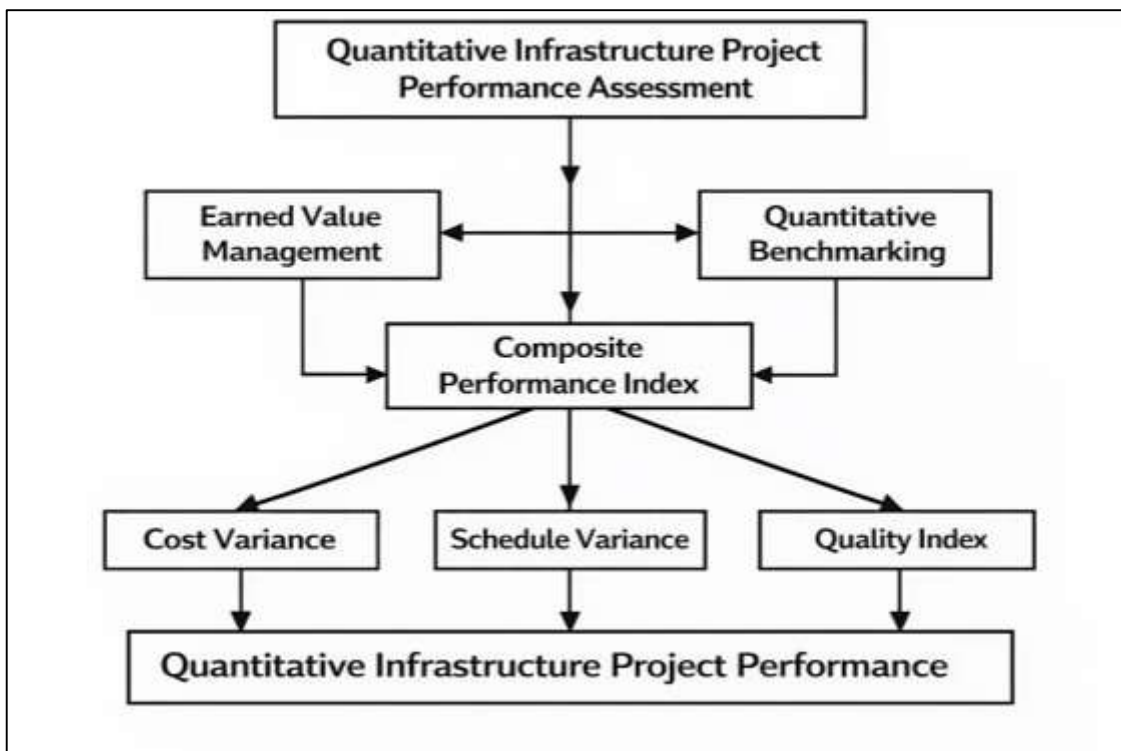 Quantitative Infrastructure Project
Performance Assessment
Earned Value
Management
Quantitative
Benchmarking
Composite
Performance Index
Cost Variance
Schedule Variance
Quality Index
Quantitative Infrastructure Project Performance